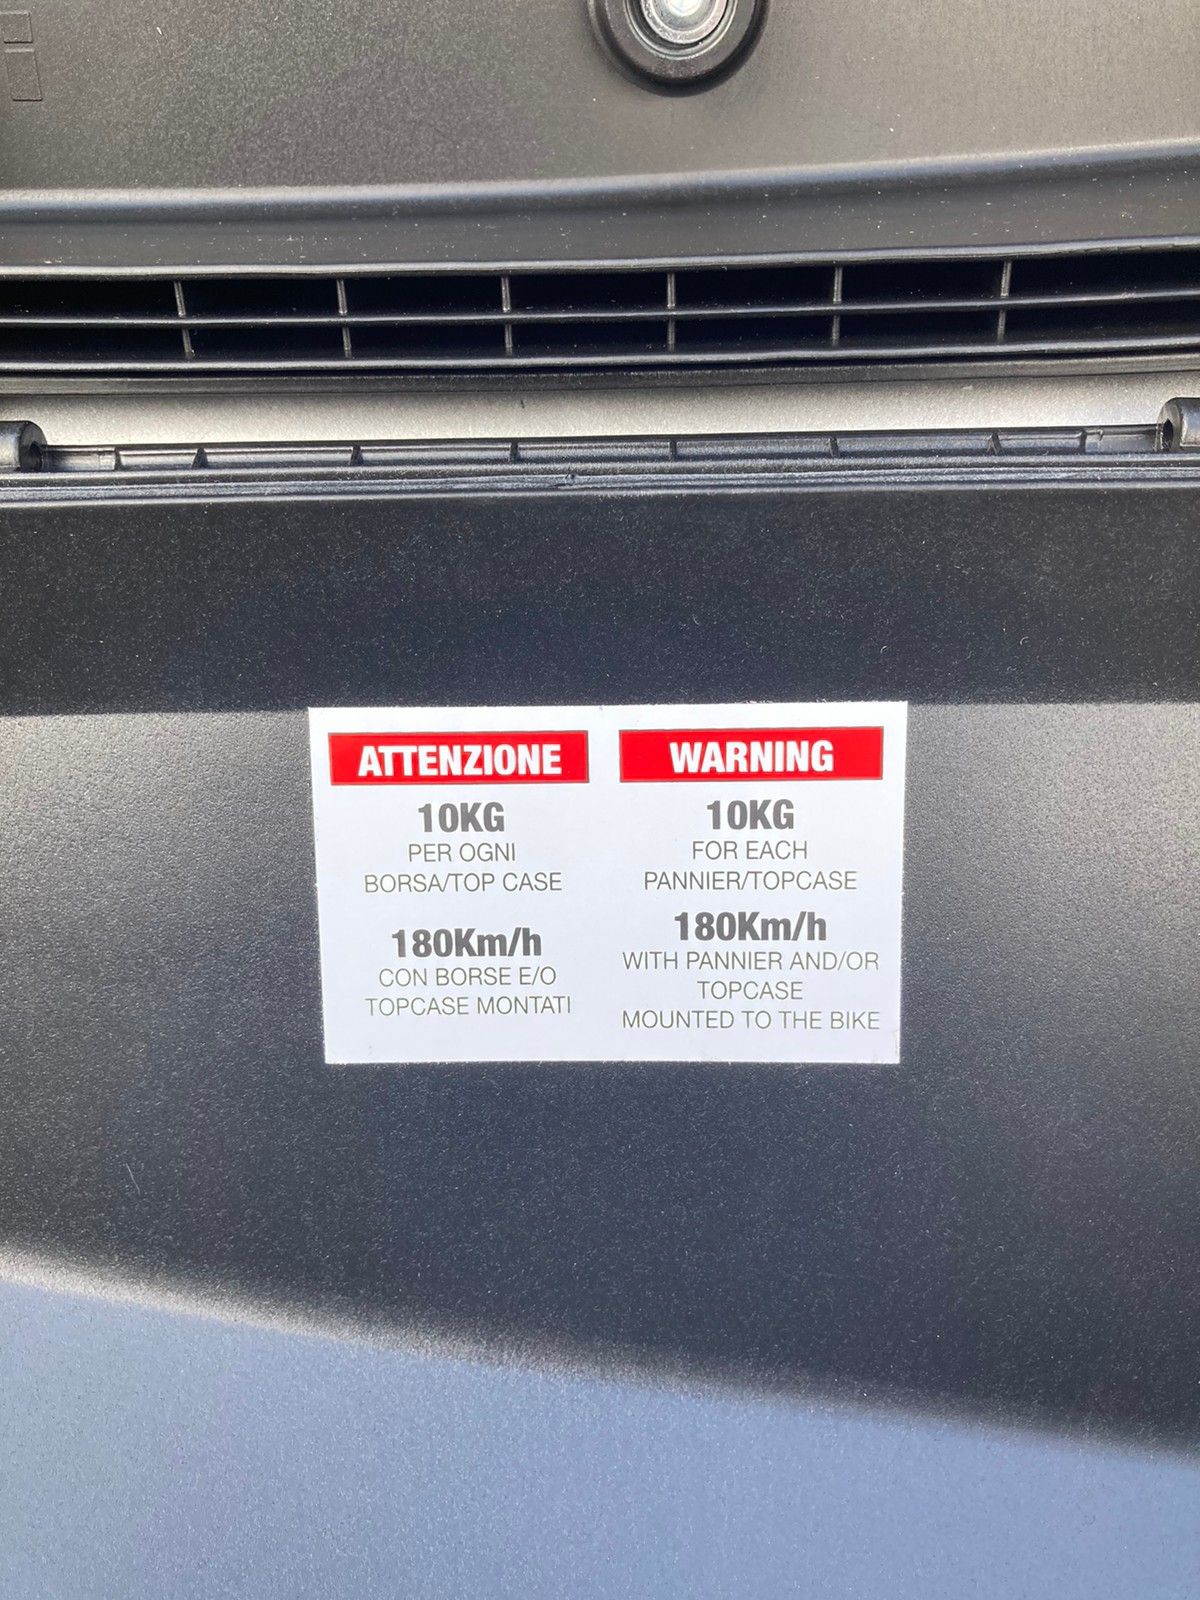 ATTENZIONE
10KG
PER OGNI
BORSA/TOP CASE
180Km/h
CON BORSE E/O
TOPCASE MONTATI
WARNING
10KG
FOR EACH
PANNIER/TOPCASE
180Km/h
WITH PANNIER AND/OR
TOPCASE
MOUNTED TO THE BIKE